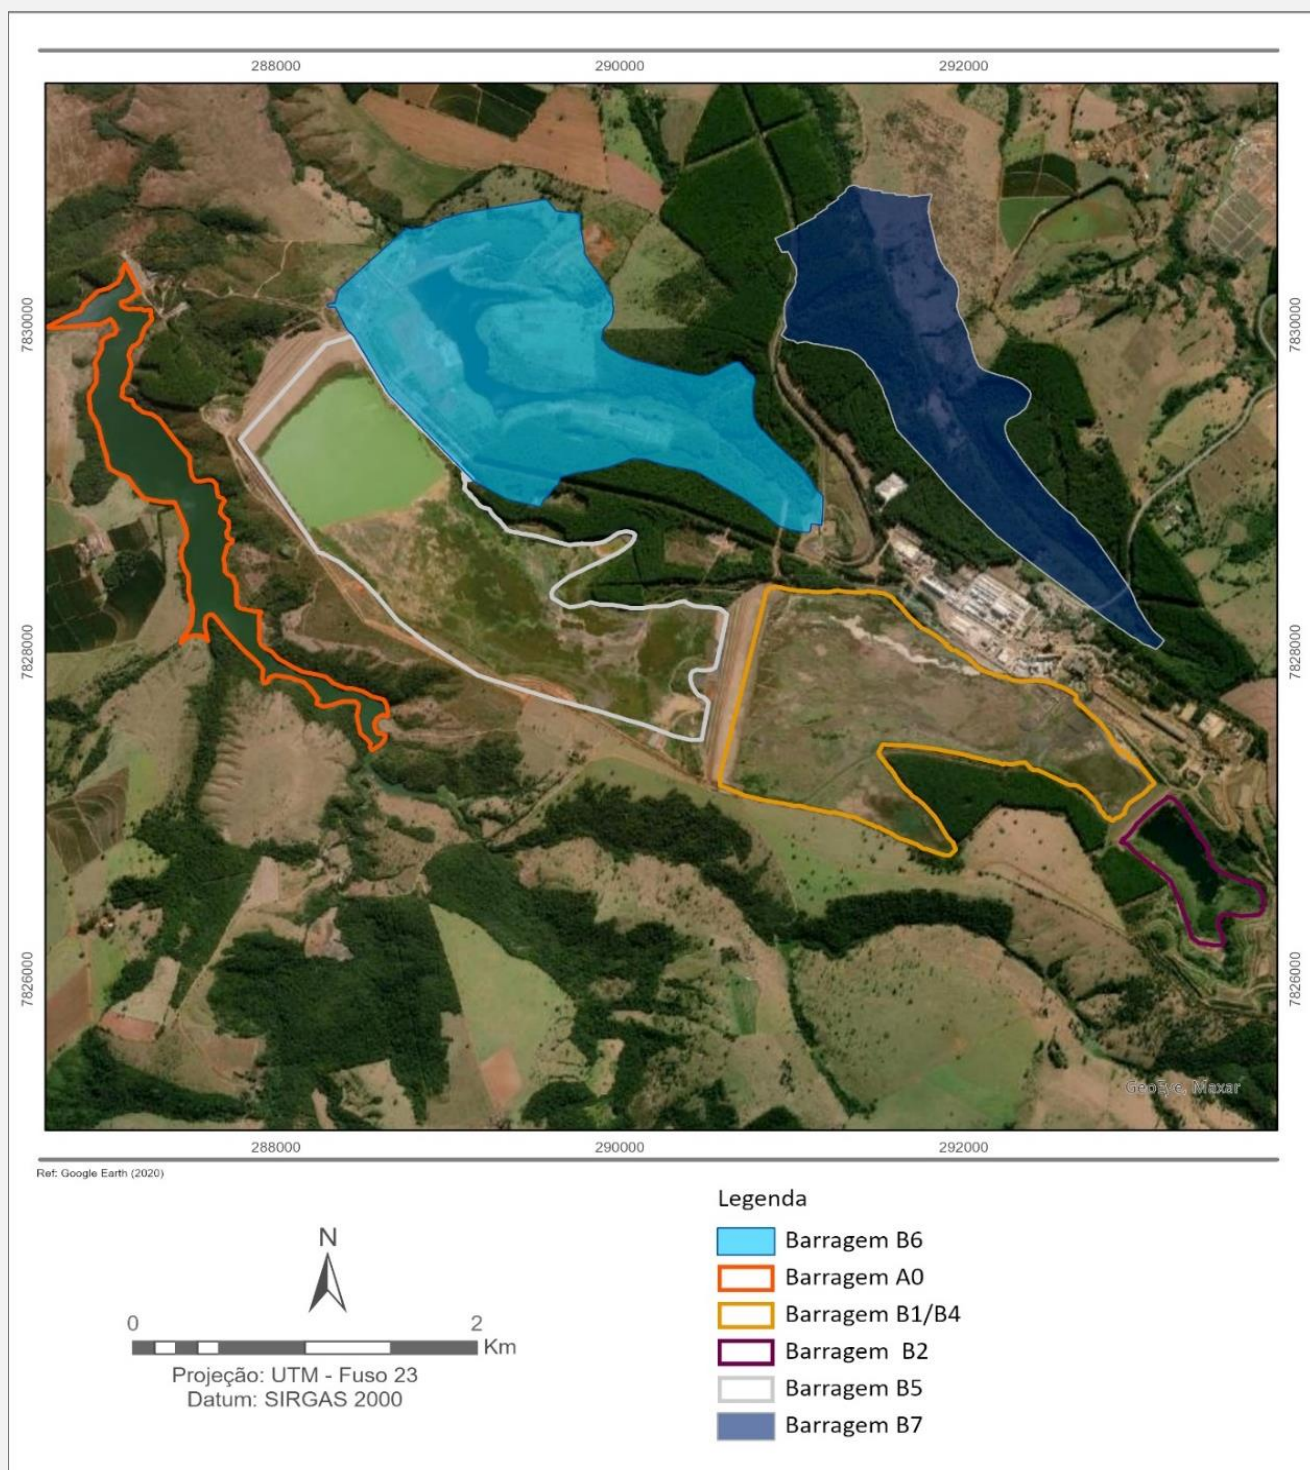 288000 290000 292000
7830000 7830000
7828000 7828000
7826000 7826000
288000 290000 292000
Ref: Google Earth (2020)
N
0 2
Km
Projeção: UTM - Fuso 23
Datum: SIRGAS 2000
Legenda
Barragem B6
Barragem A0
Barragem B1/B4
Barragem B2
Barragem B5
Barragem B7